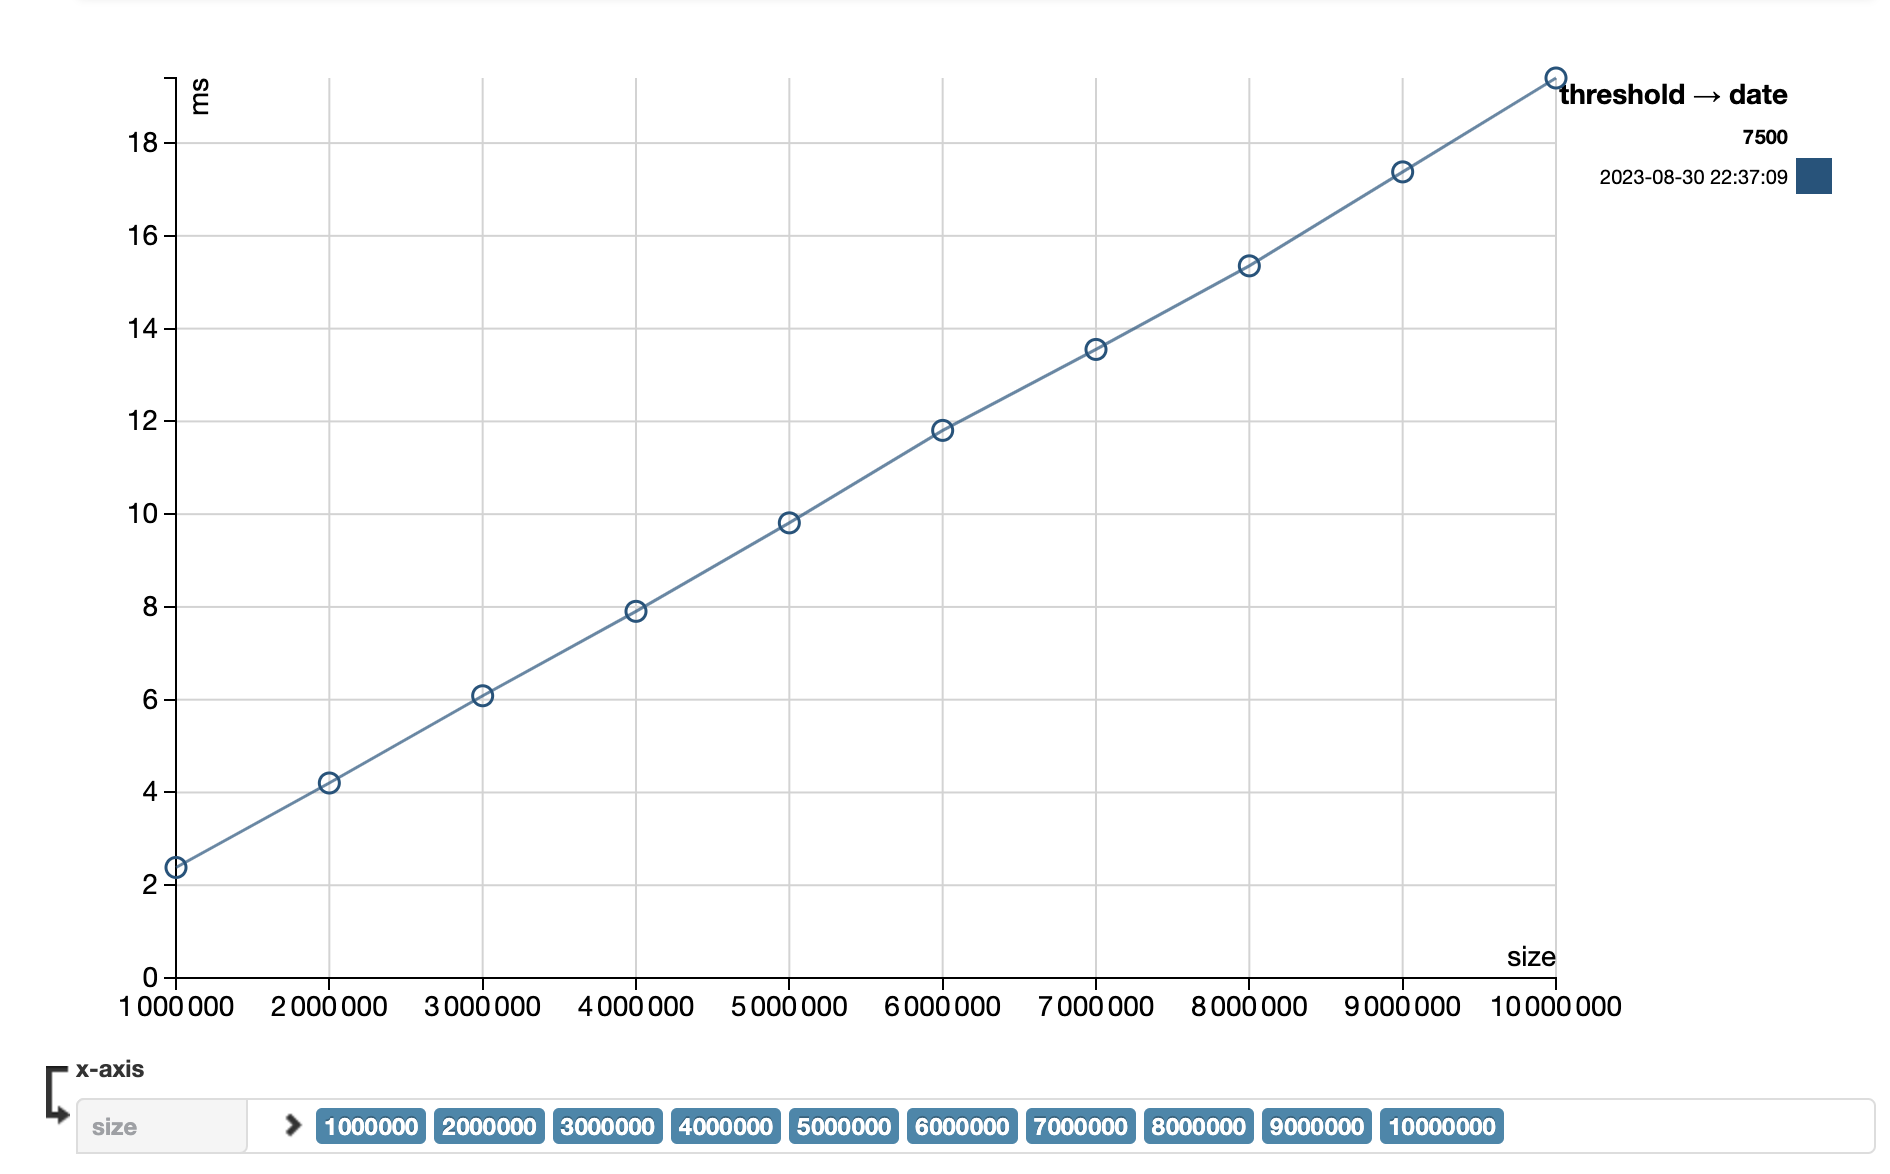 ms
18
16
14
12
10
8
6
4
2
0
threshold → date
7500
2023-08-30 22:37:09
size
1 000 000 2 000 000 3 000 000 4 000 000 5 000 000 6 000 000 7 000 000 8 000 000 9 000 000 10 000 000
x-axis
size 1000000 2000000 3000000 4000000 5000000 6000000 7000000 8000000 9000000 10000000